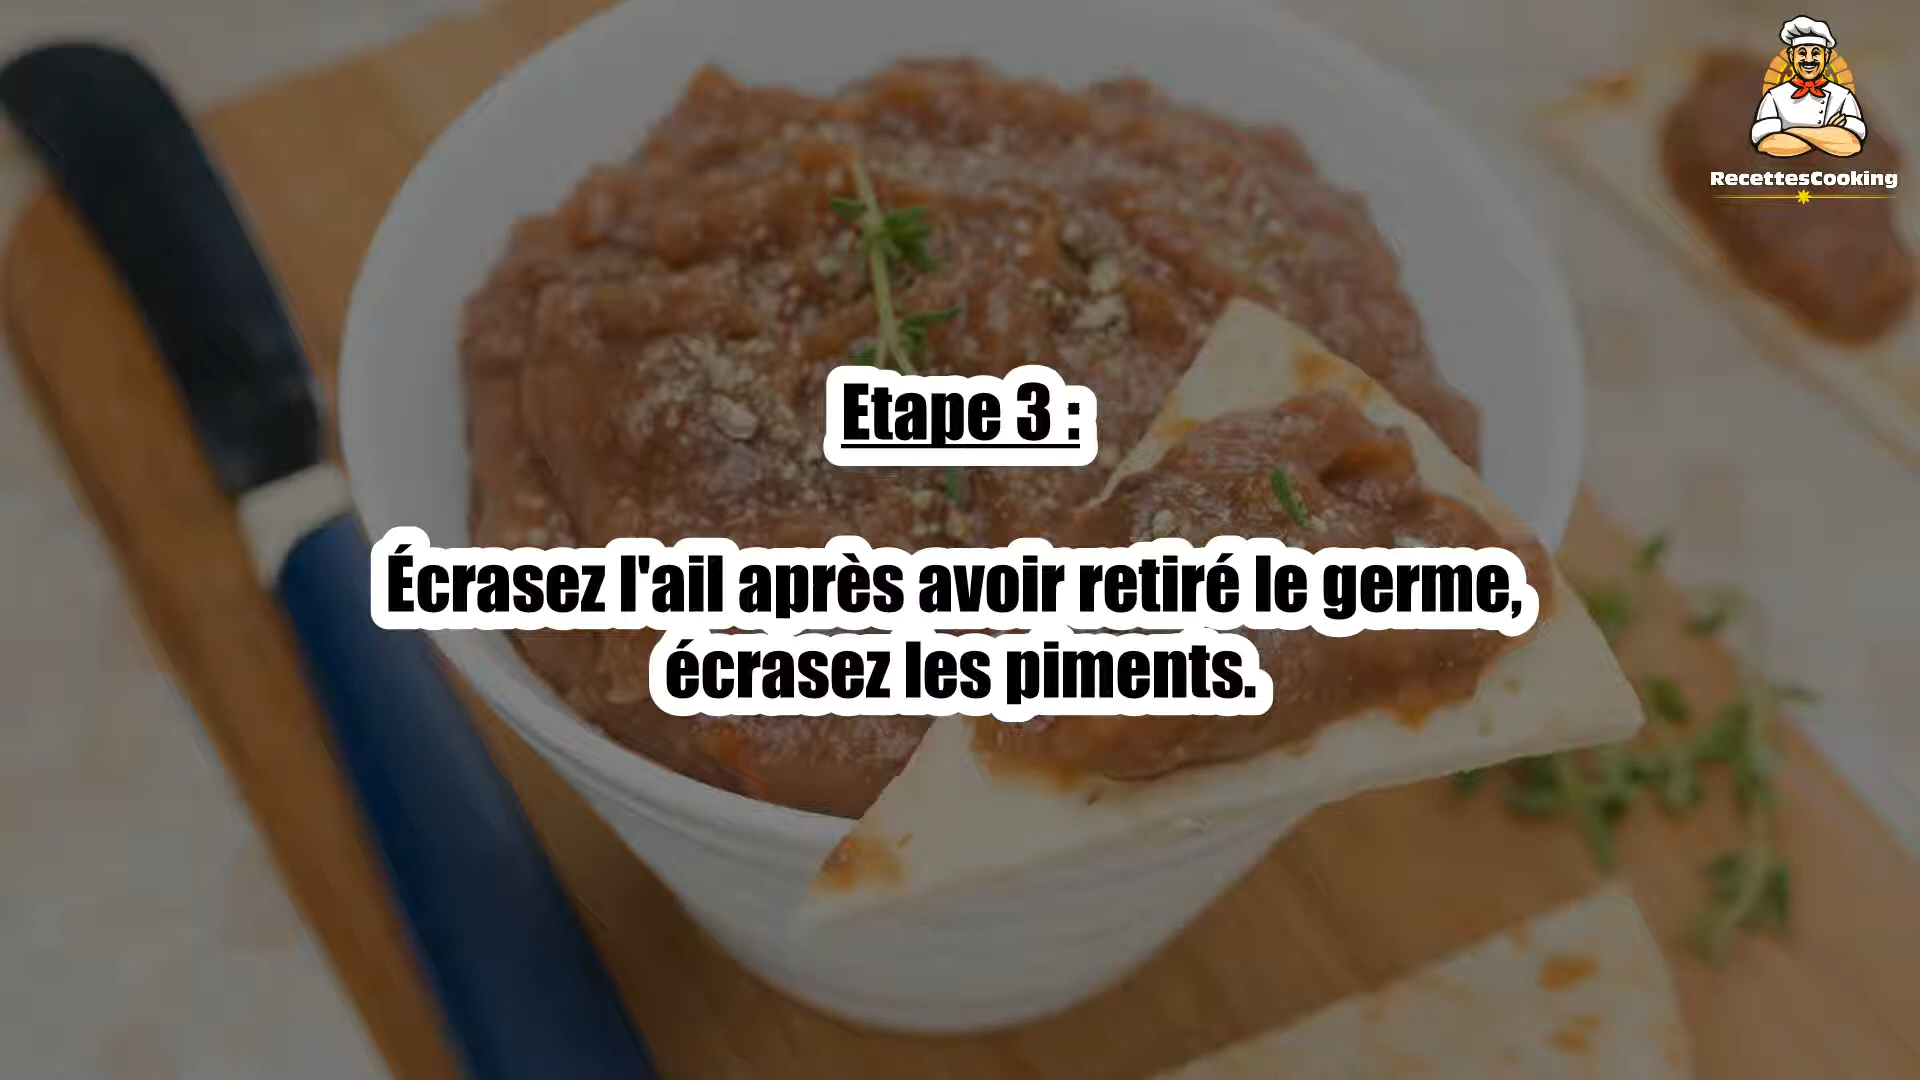 RecettesCooking
Etape 3 :
Écrasez l'ail après avoir retiré le germe,
écrasez les piments.